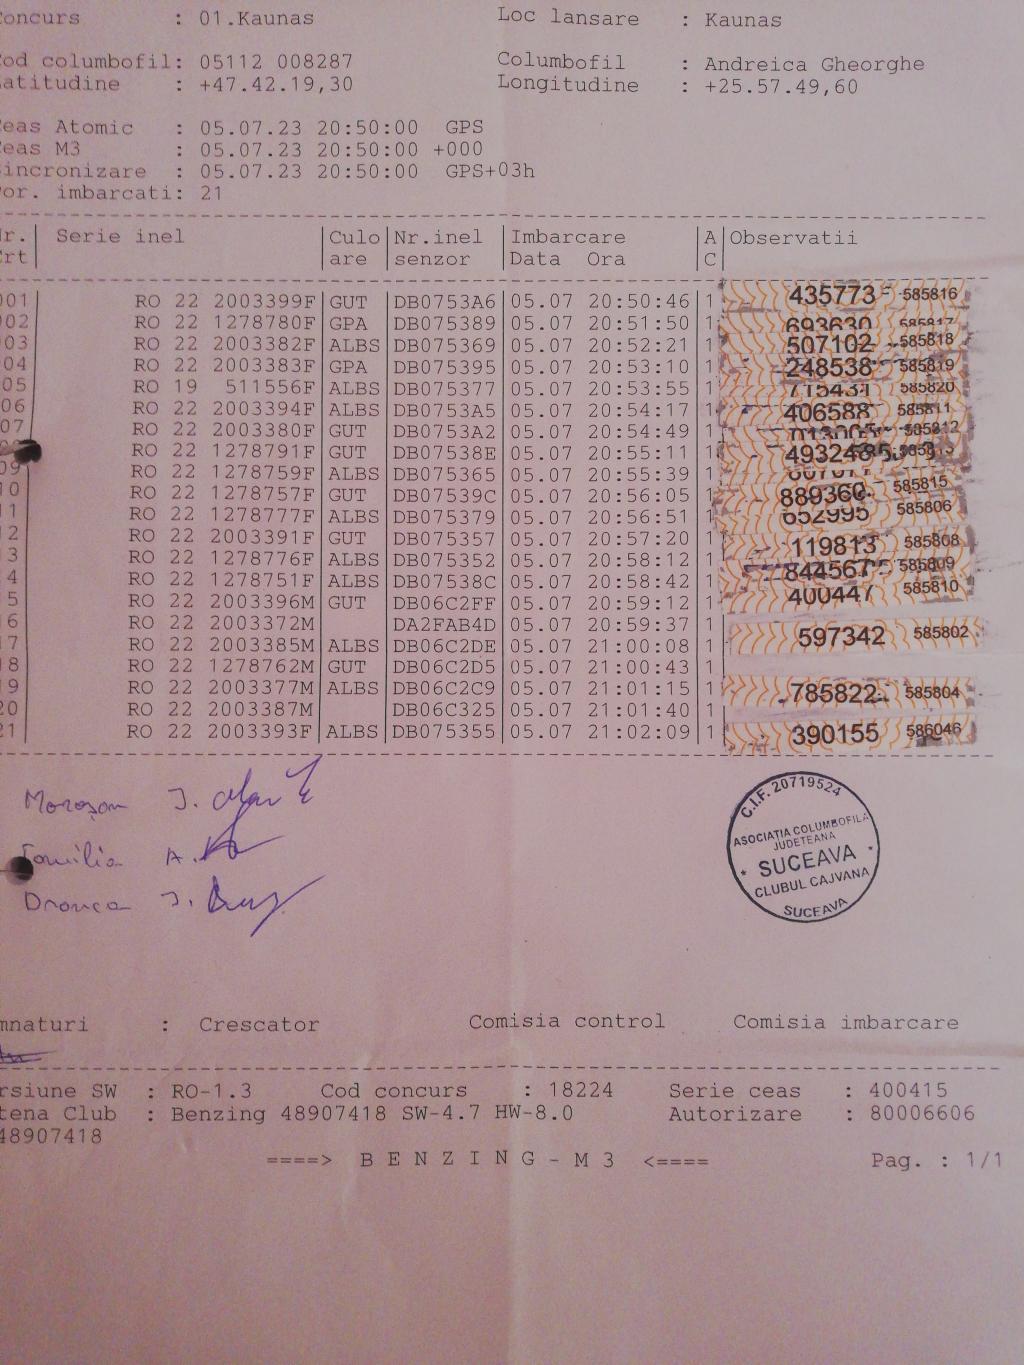 oncurs : 01.Kaunas Loc lansare : Kaunas
od columbofil: 05112 008287 Columbofil : Andreica Gheorghe
atitudine : +47.42.19,30 Longitudine : +25.57.49,60
eas Atomic : 05.07.23 20:50:00 GPS
eas M3 : 05.07.23 20:50:00 +000
incronizare : 05.07.23 20:50:00 GPS+03h
or. imbarcati: 21
r. Serie inel Culo Nr.inel Imbarcare A Observatii
rt are senzor Data Ora C
001 RO 22 2003399F GUT DB0753A6 05.07 20:50:46 1 435773 585816
02 RO 22 1278780F GPA DB075389 05.07 20:51:50 1 693630 585817
03 RO 22 2003382F ALBS DB075369 05.07 20:52:21 1 507102 585818
04 RO 22 2003383F GPA DB075395 05.07 20:53:10 1 248538 585819
05 RO 19 511556F ALBS DB075377 05.07 20:53:55 1 715431 585820
06 RO 22 2003394F ALBS DB0753A5 05.07 20:54:17 1 406588 585811
07 RO 22 2003380F GUT DB0753A2 05.07 20:54:49 1 585812
RO 22 1278791F GUT DB07538E 05.07 20:55:11 1
09 RO 22 1278759F ALBS DB075365 05.07 20:55:39 1
10 RO 22 1278757F GUT DB07539C 05.07 20:56:05 1 889360 585815
11 RO 22 1278777F ALBS DB075379 05.07 20:56:51 1 652995 585806
12 RO 22 2003391F GUT DB075357 05.07 20:57:20 1 119813 585808
3 RO 22 1278776F ALBS DB075352 05.07 20:58:12 1 844567 585809
4 RO 22 1278751F ALBS DB07538C 05.07 20:58:42 1 400447 585810
5 RO 22 2003396M GUT DB06C2FF 05.07 20:59:12 1
6 RO 22 2003372M DA2FAB4D 05.07 20:59:37 1
17 RO 22 2003385M ALBS DB06C2DE 05.07 21:00:08 1 597342 585802
18 RO 22 1278762M GUT DB06C2D5 05.07 21:00:43 1
19 RO 22 2003377M ALBS DB06C2C9 05.07 21:01:15 1 785822 585804
20 RO 22 2003387M DB06C325 05.07 21:01:40 1
21 RO 22 2003393F ALBS DB075355 05.07 21:02:09 1 390155 586046
Moroșan I.
Tomilia A.
Dronca I.
C.I.F. 20719524
ASOCIATIA COLUMBOFILA
JUDETEANA
* SUCEAVA *
CLUBUL CAJVANA
SUCEAVA
mnaturi : Crescator Comisia control Comisia imbarcare
rsiune SW : RO-1.3 Cod concurs : 18224 Serie ceas : 400415
tena Club : Benzing 48907418 SW-4.7 HW-8.0 Autorizare : 80006606
48907418
====> B E N Z I N G - M 3 <==== Pag. : 1/1